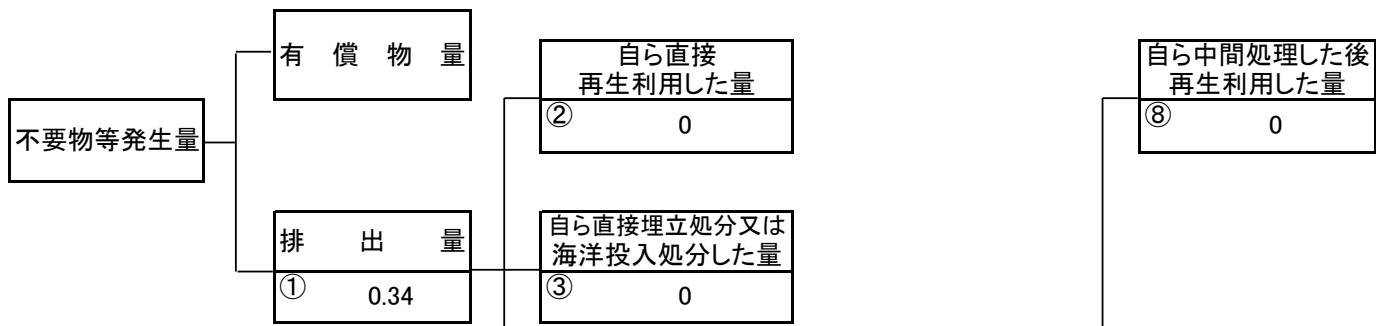 不要物等発生量
有償物量
排出量
① 0.34
自ら直接
再生利用した量
② 0
自ら直接埋立処分又は
海洋投入処分した量
③ 0
自ら中間処理した後
再生利用した量
⑧ 0